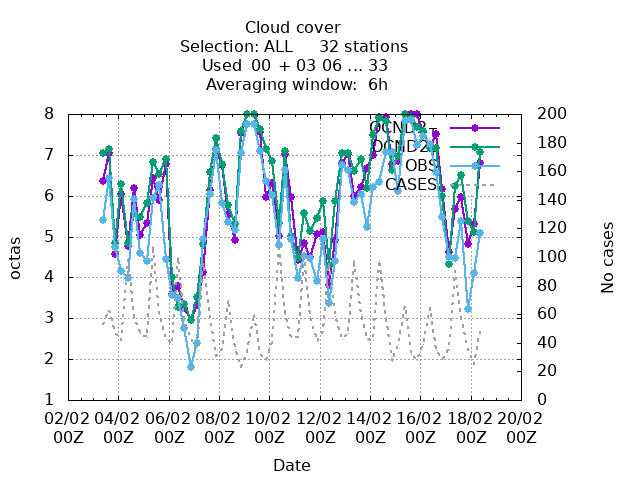 Cloud cover
Selection: ALL 32 stations
Used 00 + 03 06 ... 33
Averaging window: 6h
octas
No cases
8
7
6
5
4
3
2
1
200
180
160
140
120
100
80
60
40
20
0
OBS
CASES
02/02 04/02 06/02 08/02 10/02 12/02 14/02 16/02 18/02 20/02
00Z 00Z 00Z 00Z 00Z 00Z 00Z 00Z 00Z 00Z
Date